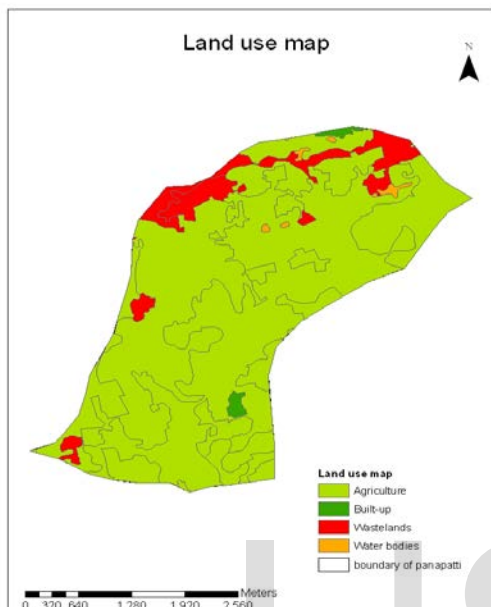 Land use map
N
Land use map
Agriculture
Built-up
Wastelands
Water bodies
boundary of panapatti
Meters
0 320 640 1,280 1,920 2,560